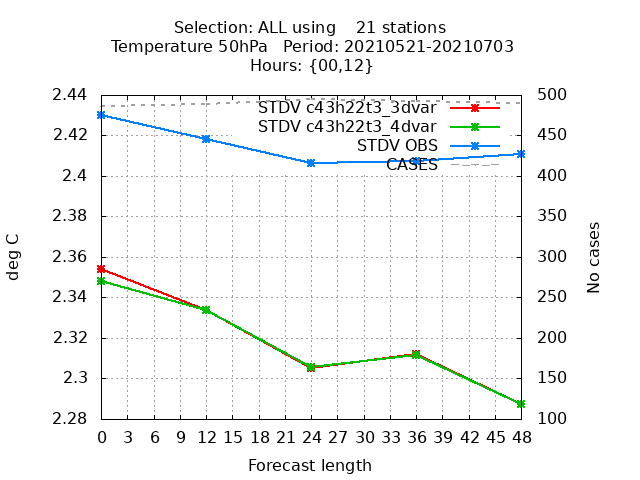 Selection: ALL using    21 stations
Temperature 50hPa   Period: 20210521-20210703
Hours: {00,12}
2.44
2.42
2.4
2.38
2.36
2.34
2.32
2.3
2.28
deg C
STDV c43h22t3_3dvar
STDV c43h22t3_4dvar
STDV OBS
CASES
500
450
400
350
300
250
200
150
100
No cases
0 3 6 9 12 15 18 21 24 27 30 33 36 39 42 45 48
Forecast length